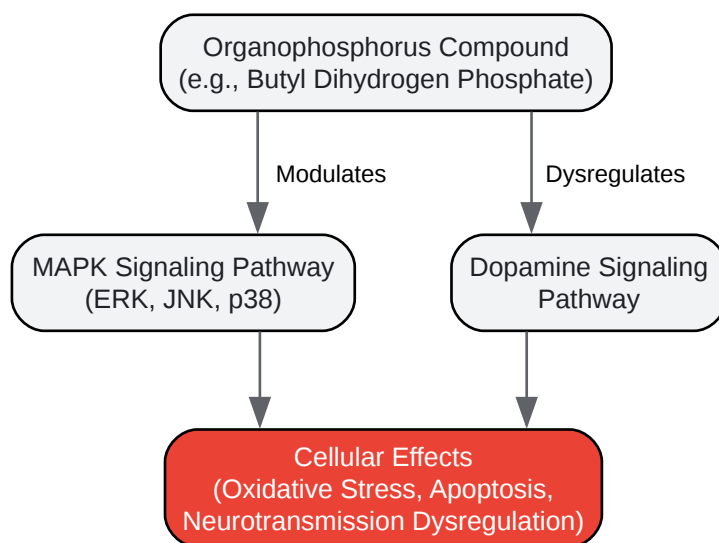 Organophosphorus Compound
(e.g., Butyl Dihydrogen Phosphate)
Modulates
Dysregulates
MAPK Signaling Pathway
(ERK, JNK, p38)
Dopamine Signaling
Pathway
Cellular Effects
(Oxidative Stress, Apoptosis,
Neurotransmission Dysregulation)